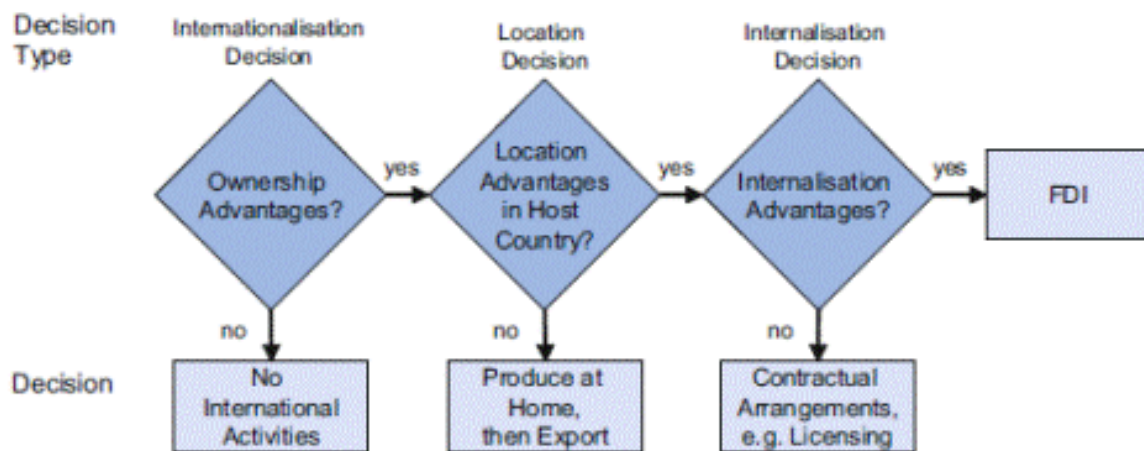 Decision
Type
Internationalisation
Decision
Location
Decision
Internalisation
Decision
Ownership
Advantages?
yes
Location
Advantages
in Host
Country?
yes
Internalisation
Advantages?
yes
FDI
no
no
no
Decision
No
International
Activities
Produce at
Home,
then Export
Contractual
Arrangements,
e.g. Licensing